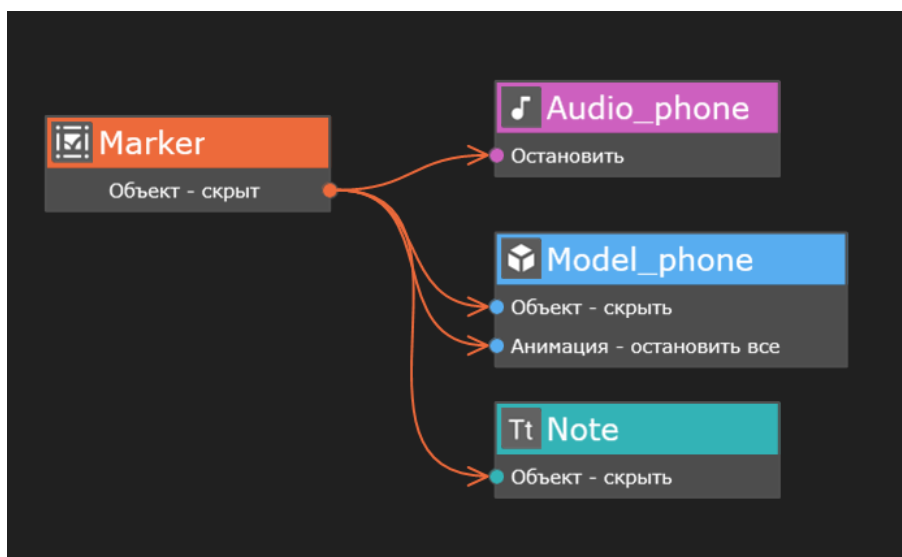 Marker
Объект - скрыт
Audio_phone
Остановить
Model_phone
Объект - скрыть
Анимация - остановить все
Tt Note
Объект - скрыть